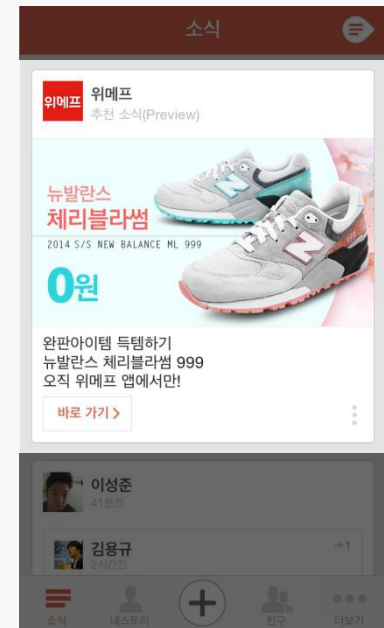 소식
위메프
위메프
추천 소식(Preview)
뉴발란스
체리블라썸
2014 S/S NEW BALANCE ML 999
0원
완판아이템 득템하기
뉴발란스 체리블라썸 999
오직 위메프 앱에서만!
바로 가기 >
이성준
41분전
김용규
2시간전
1
소식
내스토리
친구
더보기